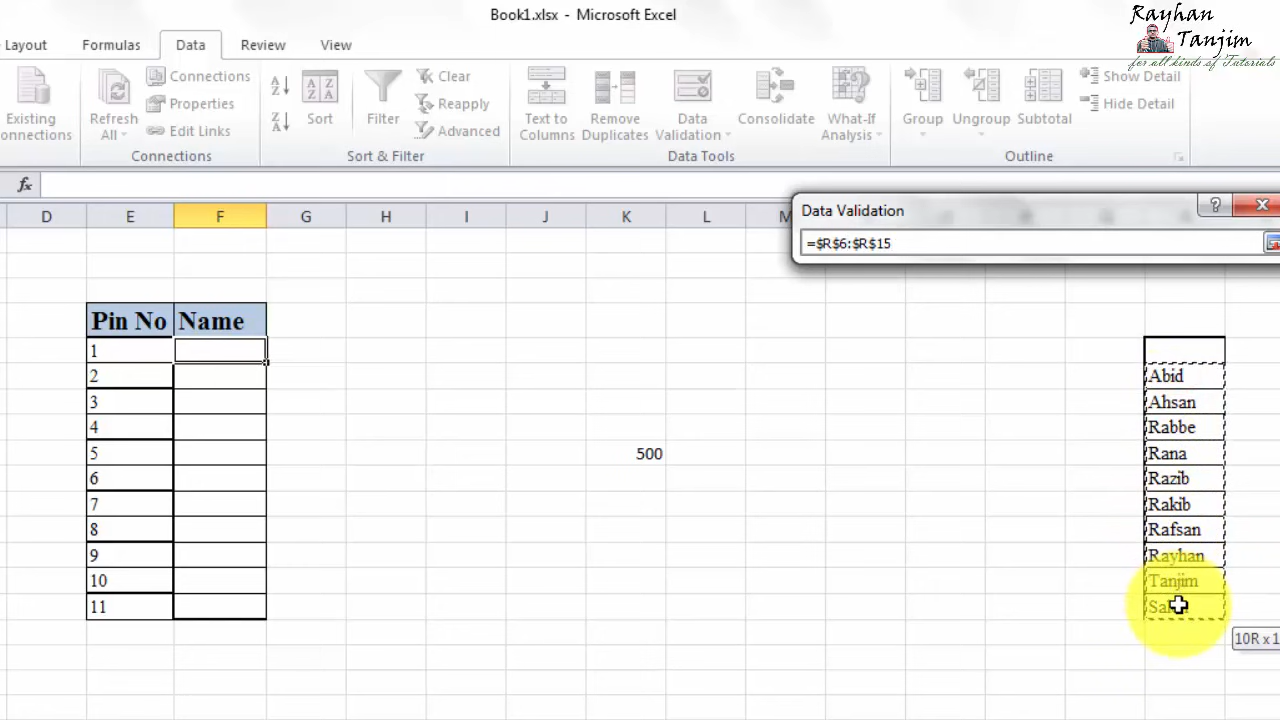 Book1.xlsx - Microsoft Excel
Rayhan
Tanjim
for all kinds of Tutorials
Layout Formulas Data Review View
Existing
onnections
Refresh
All
Connections
Properties
Edit Links
Connections
Sort
Filter
Clear
Reapply
Advanced
Sort & Filter
Text to
Columns
Remove
Duplicates
Data
Validation
Consolidate
What-If
Analysis
Data Tools
Group
Ungroup
Subtotal
Show Detail
Hide Detail
Outline
fx
Data Validation
=$R$6:$R$15
D E F G H I J K L M
Pin No Name
1
2 Abid
3 Ahsan
4 Rabbe
5 500 Rana
6 Razib
7 Rakib
8 Rafsan
9 Rayhan
10 Tanjim
11
10R x 1